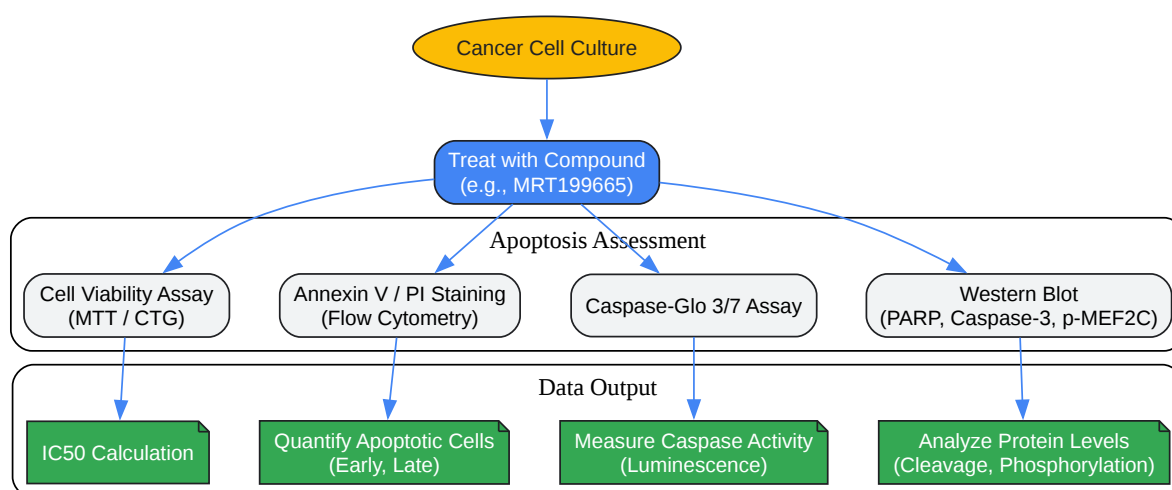 Cancer Cell Culture
Treat with Compound
(e.g., MRT199665)
Apoptosis Assessment
Cell Viability Assay
(MTT / CTG)
Annexin V / PI Staining
(Flow Cytometry)
Caspase-Glo 3/7 Assay
Western Blot
(PARP, Caspase-3, p-MEF2C)
Data Output
IC50 Calculation
Quantify Apoptotic Cells
(Early, Late)
Measure Caspase Activity
(Luminescence)
Analyze Protein Levels
(Cleavage, Phosphorylation)